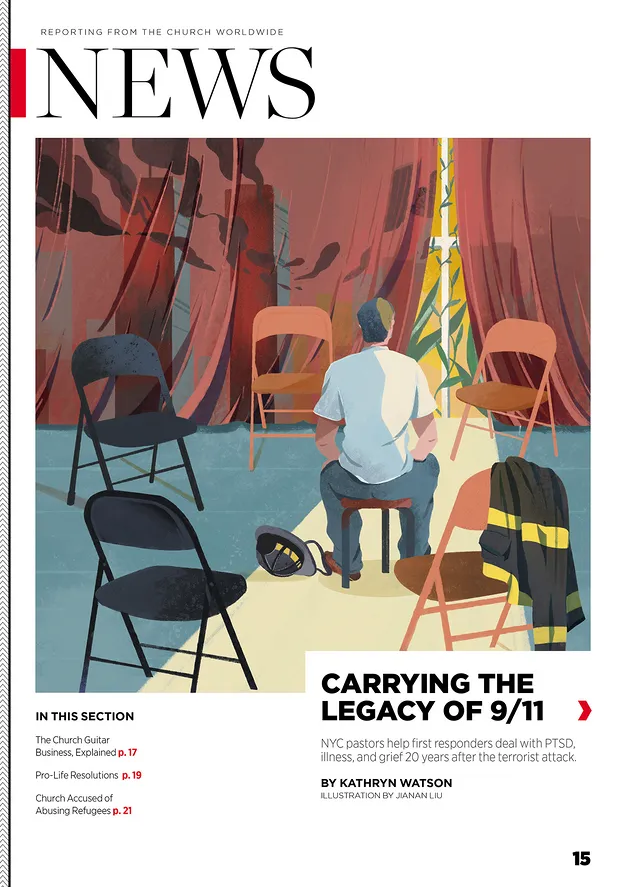 REPORTING FROM THE CHURCH WORLDWIDE
NEWS
CARRYING THE
LEGACY OF 9/11
NYC pastors help first responders deal with PTSD,
illness, and grief 20 years after the terrorist attack.
BY KATHRYN WATSON
ILLUSTRATION BY JIANAN LIU
IN THIS SECTION
The Church Guitar
Business, Explained p. 17
Pro-Life Resolutions p. 19
Church Accused of
Abusing Refugees p. 21
15